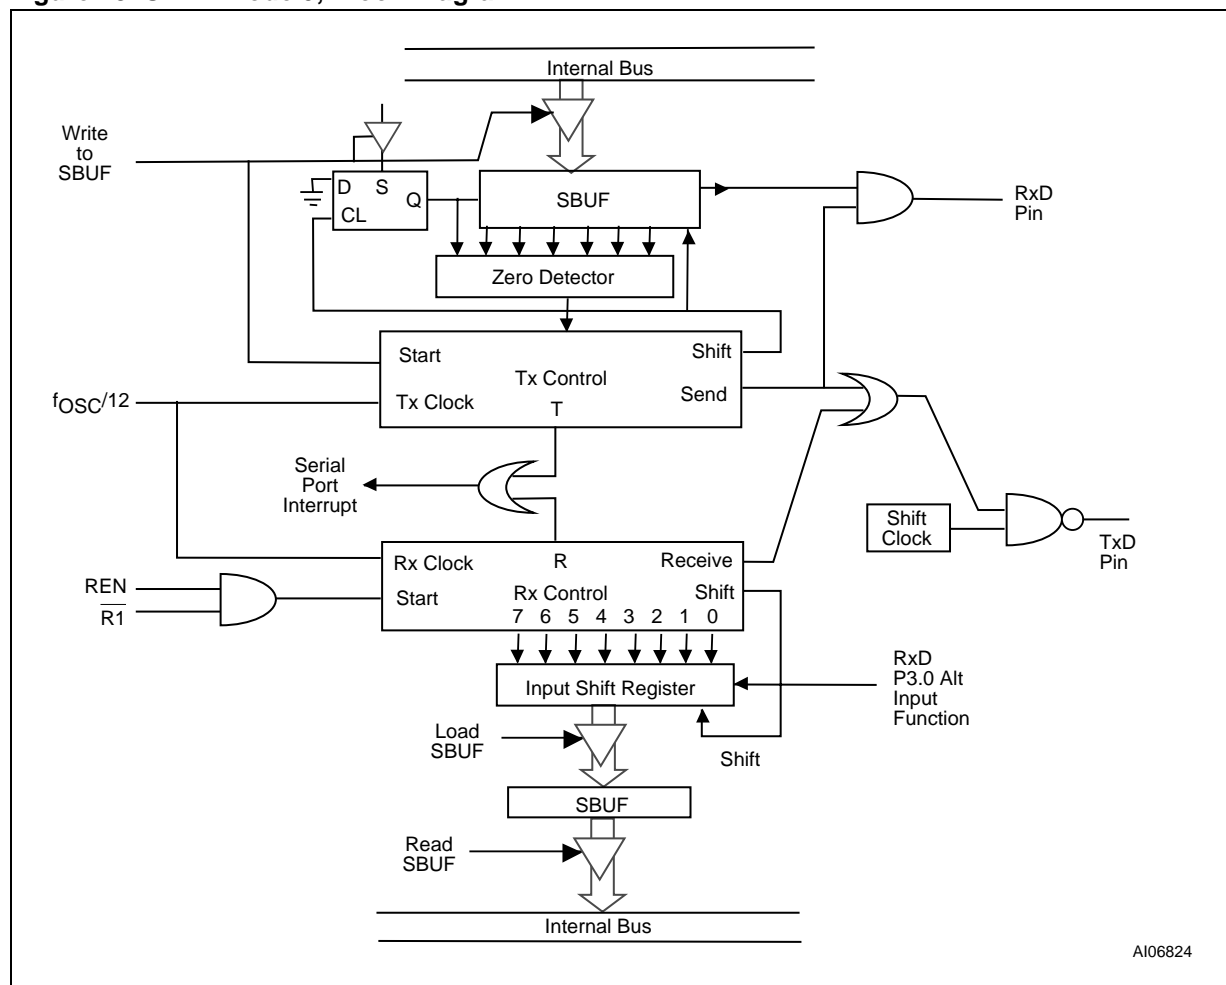 Internal Bus
Write
to
SBUF
D
S
Q
CL
SBUF
RxD
Pin
Zero Detector
Start
Shift
Tx Control
Send
Tx Clock
T
fOSC/12
Serial
Port
Interrupt
Shift
Clock
TxD
Pin
Rx Clock
R
Receive
REN
R1
Start
Rx Control
Shift
7 6 5 4 3 2 1 0
Input Shift Register
RxD
P3.0 Alt
Input
Function
Load
SBUF
Shift
SBUF
Read
SBUF
Internal Bus
AI06824